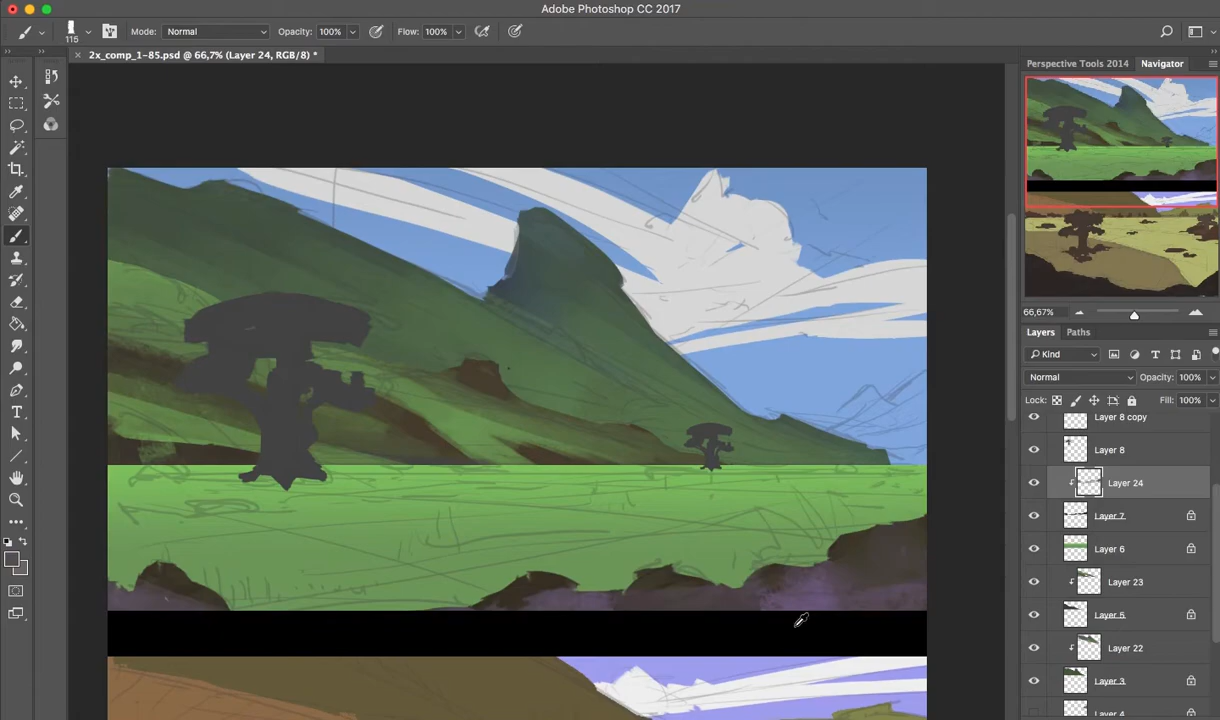 Adobe Photoshop CC 2017
115
Mode: Normal
Opacity: 100%
Flow: 100%
2x_comp_1-85.psd @ 66,7% (Layer 24, RGB/8) *
Perspective Tools 2014
Navigator
66,67%
Layers
Paths
Kind
Normal
Opacity: 100%
Lock:
Fill: 100%
Layer 8 copy
Layer 8
Layer 24
Layer 7
Layer 6
Layer 23
Layer 5
Layer 22
Layer 3
Layer 4